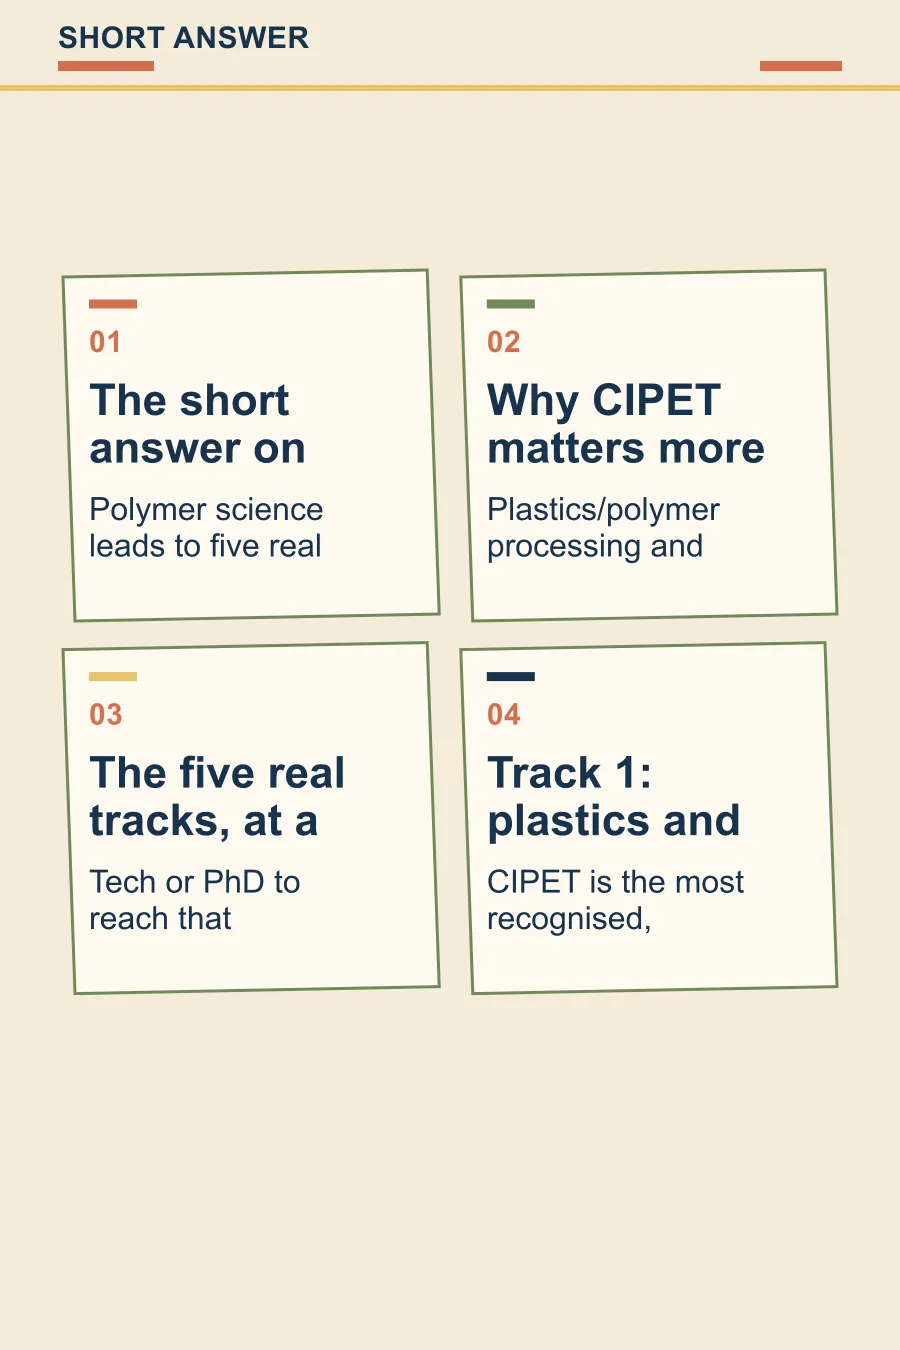 SHORT ANSWER
01
The short
answer on
Polymer science
leads to five real
02
Why CIPET
matters more
Plastics/polymer
processing and
03
The five real
tracks, at a
Tech or PhD to
reach that
04
Track 1:
plastics and
CIPET is the most
recognised,